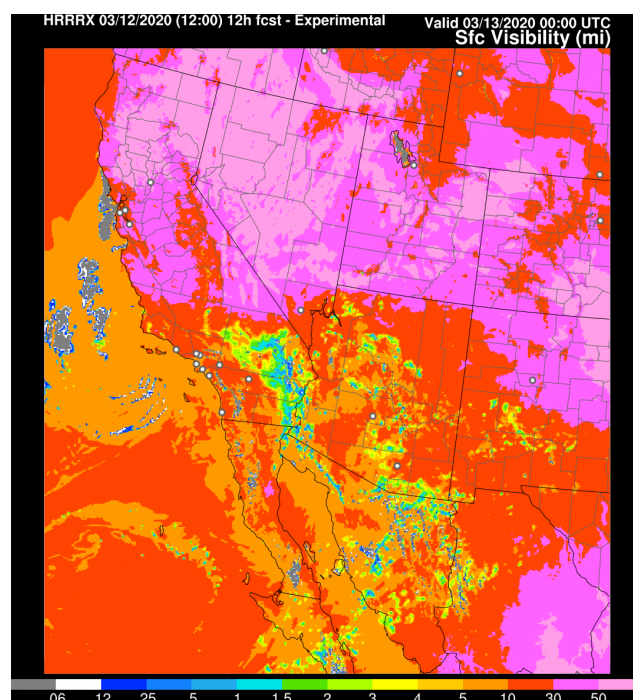 HRRRX 03/12/2020 (12:00) 12h fcst - Experimental
Valid 03/13/2020 00:00 UTC
Sfc Visibility (mi)
.06 .12 .25 .5 1 1.5 2 3 4 5 10 30 50